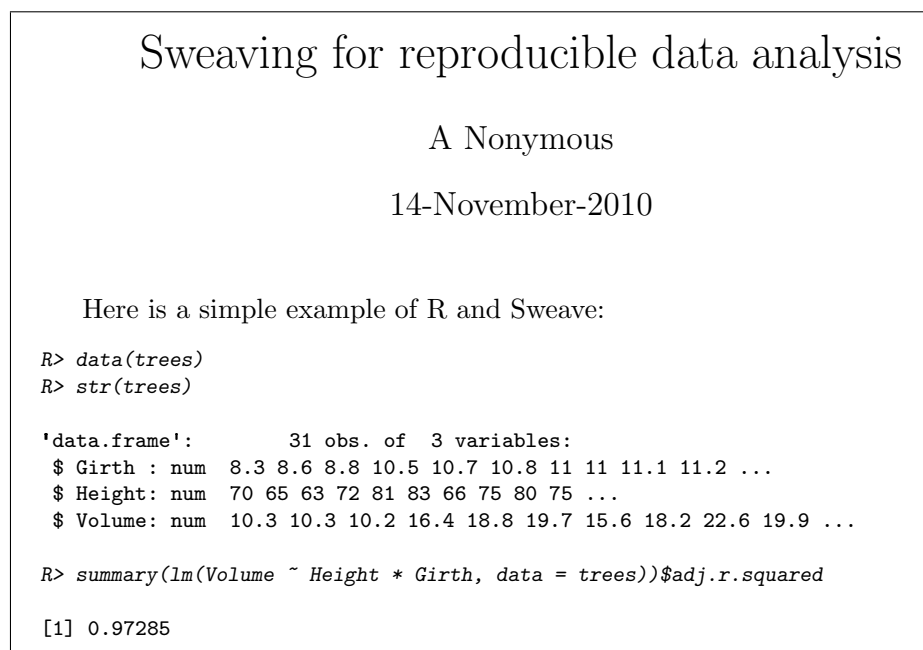 Sweaving for reproducible data analysis
A Nonymous
14-November-2010
Here is a simple example of R and Sweave:
R> data(trees)
R> str(trees)
'data.frame':	31 obs. of  3 variables:
 $ Girth : num  8.3 8.6 8.8 10.5 10.7 10.8 11 11 11.1 11.2 ...
 $ Height: num  70 65 63 72 81 83 66 75 80 75 ...
 $ Volume: num  10.3 10.3 10.2 16.4 18.8 19.7 15.6 18.2 22.6 19.9 ...
R> summary(lm(Volume ~ Height * Girth, data = trees))$adj.r.squared
[1] 0.97285